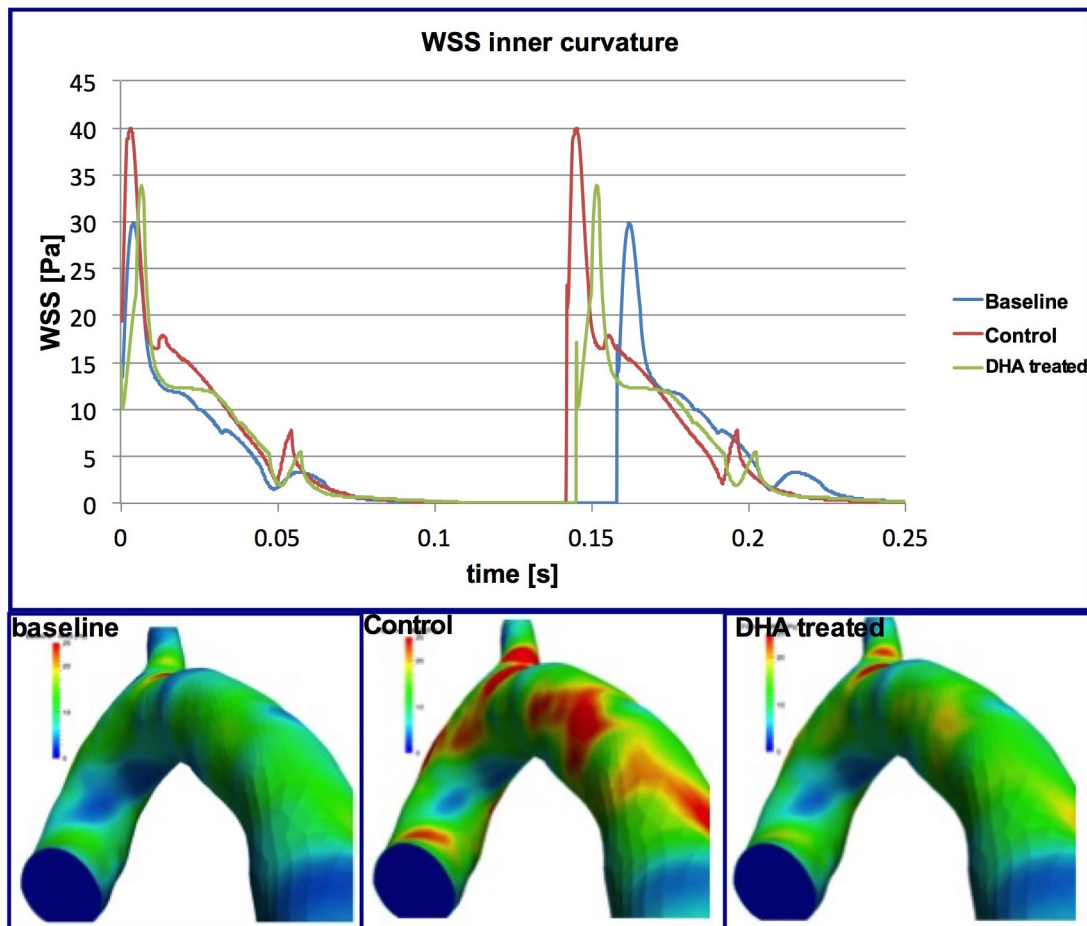 WSS inner curvature
45
40
35
30
25
20
15
10
5
0
WSS [Pa]
0 0.05 0.1 0.15 0.2 0.25
time [s]
Baseline
Control
DHA treated
baseline
Control
DHA treated